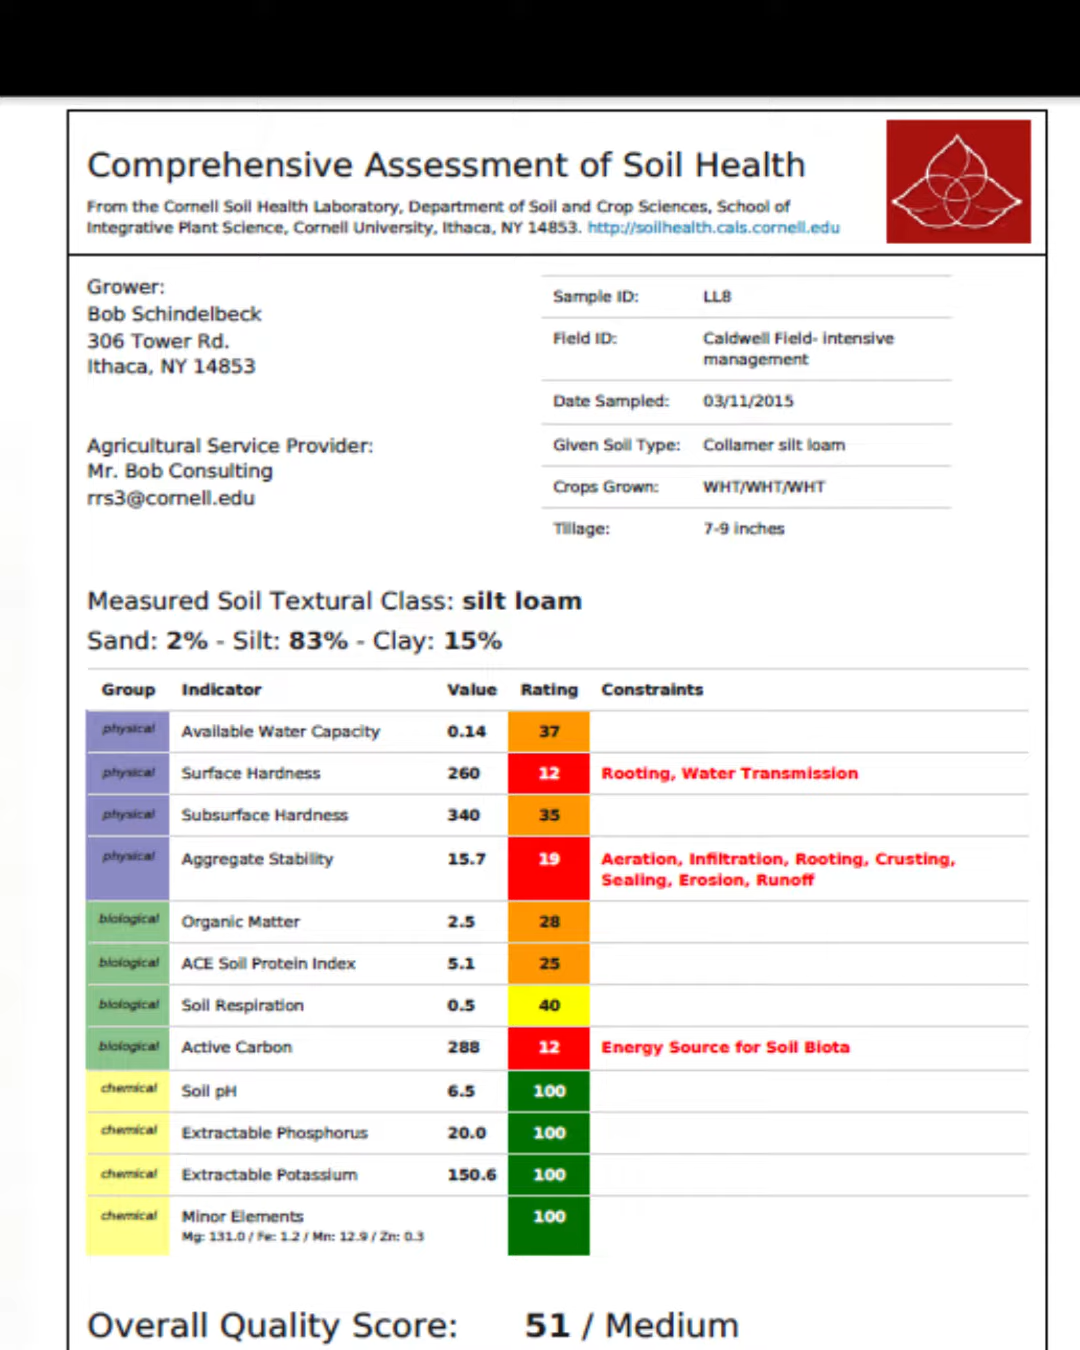 Comprehensive Assessment of Soil Health
From the Cornell Soil Health Laboratory, Department of Soil and Crop Sciences, School of
Integrative Plant Science, Cornell University, Ithaca, NY 14853. http://soilhealth.cals.cornell.edu
Grower:
Bob Schindelbeck
306 Tower Rd.
Ithaca, NY 14853
Agricultural Service Provider:
Mr. Bob Consulting
rrs3@cornell.edu
Sample ID: LL8
Field ID: Caldwell Field- intensive
management
Date Sampled: 03/11/2015
Given Soil Type: Collamer silt loam
Crops Grown: WHT/WHT/WHT
Tillage: 7-9 inches
Measured Soil Textural Class: silt loam
Sand: 2% - Silt: 83% - Clay: 15%
Group Indicator Value Rating Constraints
physical Available Water Capacity 0.14 37
physical Surface Hardness 260 12 Rooting, Water Transmission
physical Subsurface Hardness 340 35
physical Aggregate Stability 15.7 19 Aeration, Infiltration, Rooting, Crusting,
Sealing, Erosion, Runoff
biological Organic Matter 2.5 28
biological ACE Soil Protein Index 5.1 25
biological Soil Respiration 0.5 40
biological Active Carbon 288 12 Energy Source for Soil Biota
chemical Soil pH 6.5 100
chemical Extractable Phosphorus 20.0 100
chemical Extractable Potassium 150.6 100
chemical Minor Elements 100
Mg: 131.0 / Fe: 1.2 / Mn: 12.9 / Zn: 0.3
Overall Quality Score: 51 / Medium